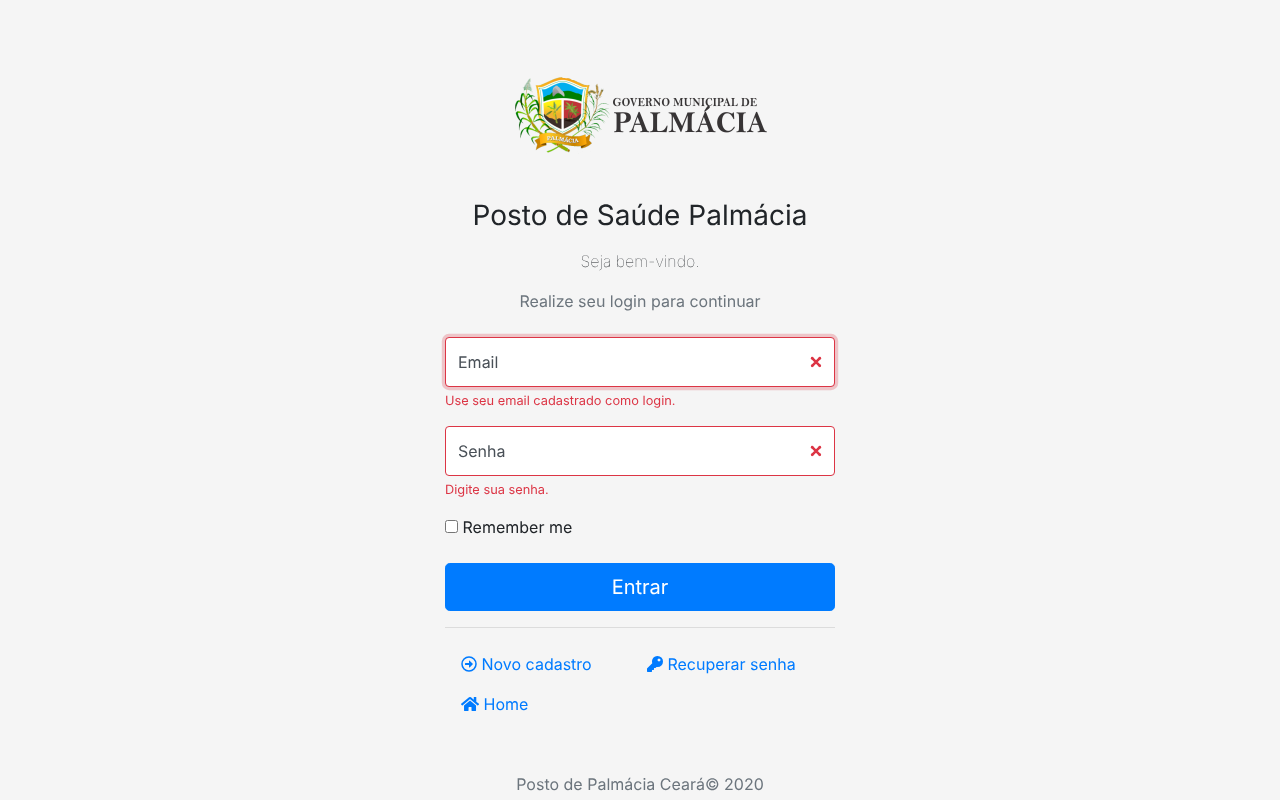 GOVERNO MUNICIPAL DE
PALMÁCIA
PALMÁCIA
Posto de Saúde Palmácia
Seja bem-vindo.
Realize seu login para continuar
Email
Use seu email cadastrado como login.
Senha
Digite sua senha.
Remember me
Entrar
Novo cadastro
Recuperar senha
Home
Posto de Palmácia Ceará© 2020